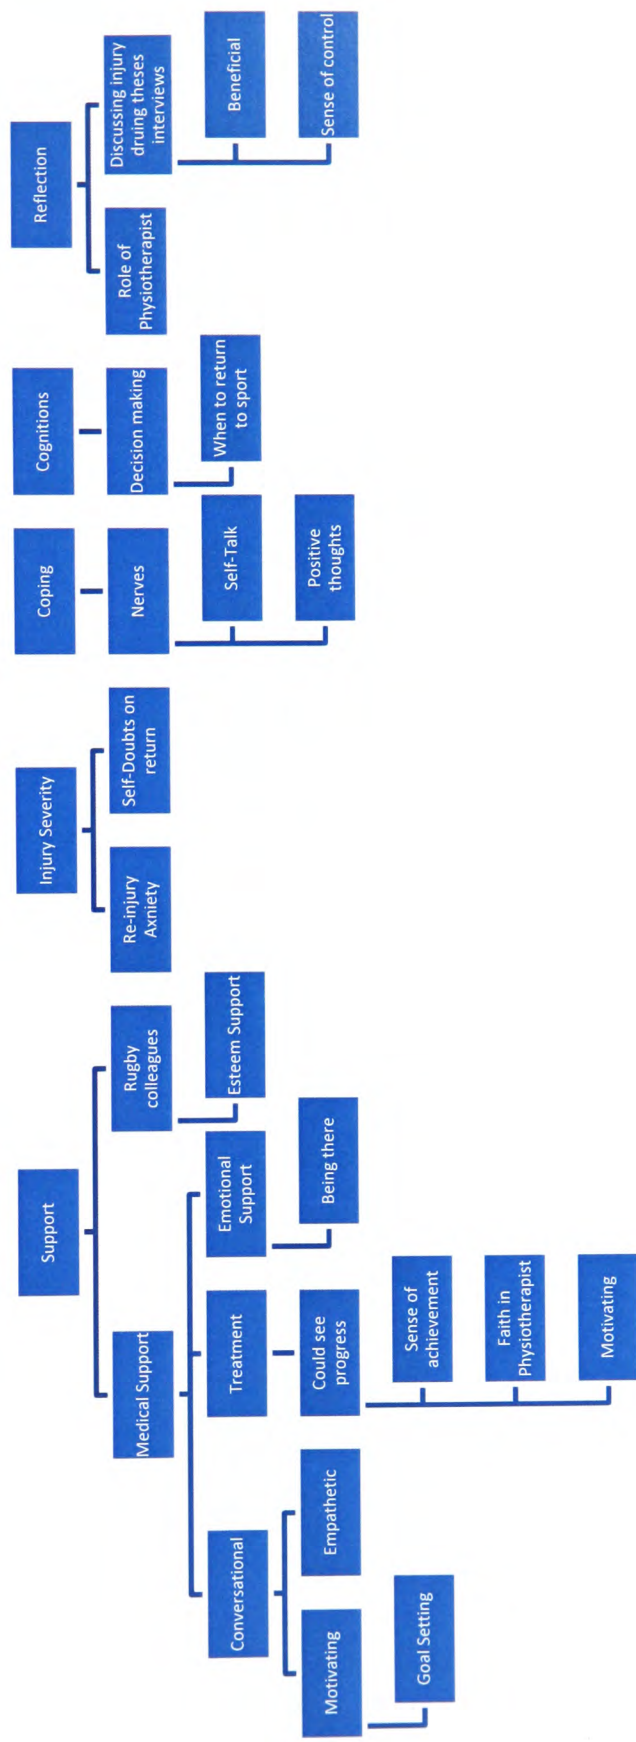 Support
Medical Support
Conversational
Motivating
Goal Setting
Empathetic
Treatment
Could see
progress
Sense of
achievement
Faith in
Physiotherapist
Motivating
Emotional
Support
Being there
Rugby
colleagues
Esteem Support
Injury Severity
Re-injury
Axniety
Self-Doubts on
return
Coping
Nerves
Self-Talk
Positive
thoughts
Cognitions
Decision making
When to return
to sport
Reflection
Role of
Physiotherapist
Discussing injury
druing theses
interviews
Beneficial
Sense of control